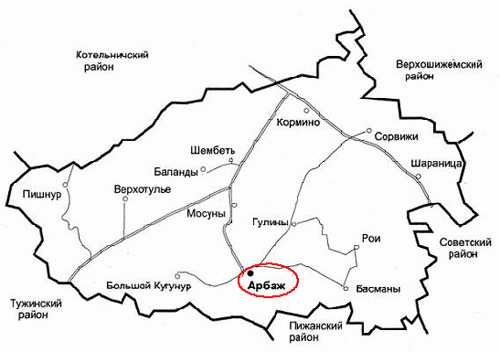 Котельничский
район
Верхошижемский
район
Кормино
Сорвижи
Шембеть
Баланды
Шараница
Пишнур
Верхотулье
Мосуны
Гулины
Рои
Советский
район
Большой Кугунур
Арбаж
Басманы
Тужинский
район
Пижанский
район